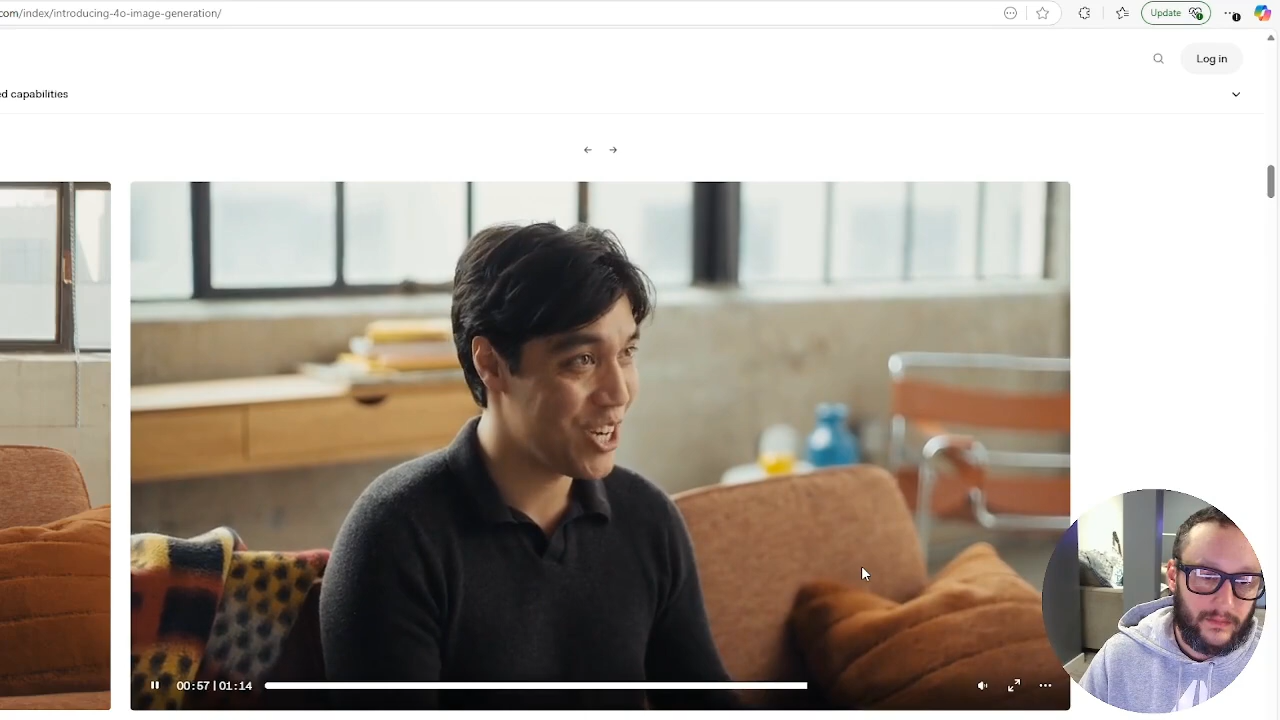 com/index/introducing-4o-image-generation/
Update
Log in
ed capabilities
00:57 | 01:14